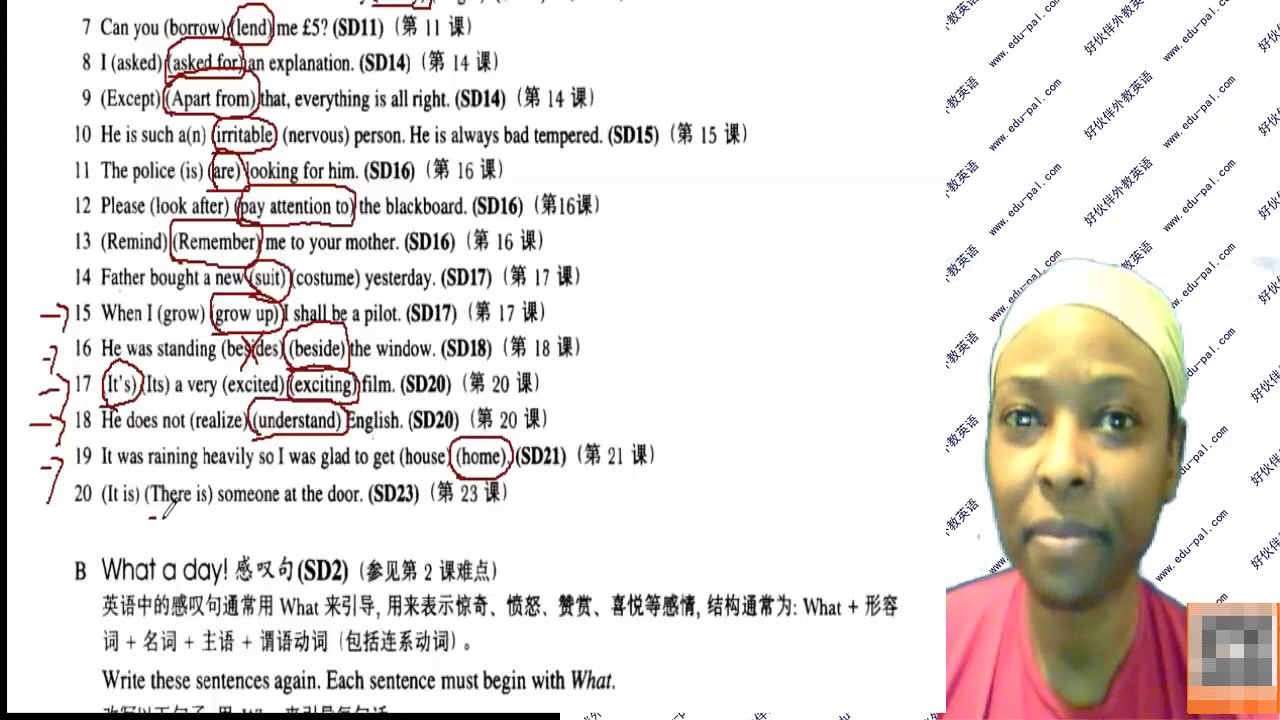 7 Can you (borrow) (lend) me £5? (SD11) (第 11 课)
8 I (asked) (asked for) an explanation. (SD14) (第 14 课)
9 (Except) (Apart from) that, everything is all right. (SD14) (第 14 课)
10 He is such a(n) (irritable) (nervous) person. He is always bad tempered. (SD15) (第 15 课)
11 The police (is) (are) looking for him. (SD16) (第 16 课)
12 Please (look after) (pay attention to) the blackboard. (SD16) (第16课)
13 (Remind) (Remember) me to your mother. (SD16) (第 16 课)
14 Father bought a new (suit) (costume) yesterday. (SD17) (第 17 课)
15 When I (grow) (grow up) I shall be a pilot. (SD17) (第 17 课)
16 He was standing (besides) (beside) the window. (SD18) (第 18 课)
17 (It's) (Its) a very (excited) (exciting) film. (SD20) (第 20 课)
18 He does not (realize) (understand) English. (SD20) (第 20 课)
19 It was raining heavily so I was glad to get (house) (home). (SD21) (第 21 课)
20 (It is) (There is) someone at the door. (SD23) (第 23 课)
B What a day! 感叹句(SD2) (参见第 2 课难点)
英语中的感叹句通常用 What 来引导, 用来表示惊奇、愤怒、赞赏、喜悦等感情, 结构通常为: What + 形容
词 + 名词 + 主语 + 谓语动词 (包括连系动词) 。
Write these sentences again. Each sentence must begin with What.
好伙伴外教英语
www.edu-pal.com